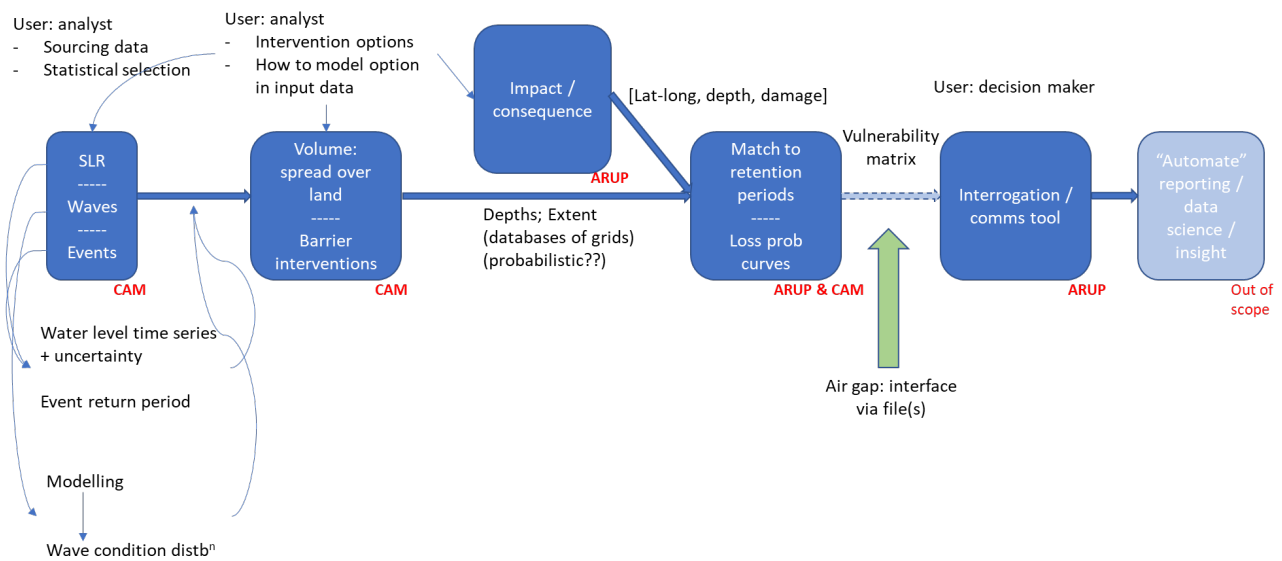 User: analyst
- Sourcing data
- Statistical selection
User: analyst
- Intervention options
- How to model option
in input data
Impact /
consequence
ARUP
[Lat-long, depth, damage]
User: decision maker
SLR
-----
Waves
-----
Events
CAM
Volume:
spread over
land
-----
Barrier
interventions
CAM
Depths; Extent
(databases of grids)
(probabilistic??)
Match to
retention
periods
-----
Loss prob
curves
ARUP & CAM
Vulnerability
matrix
Interrogation /
comms tool
ARUP
“Automate”
reporting /
data
science /
insight
Out of
scope
Water level time series
+ uncertainty
Event return period
Air gap: interface
via file(s)
Modelling
Wave condition distbⁿ